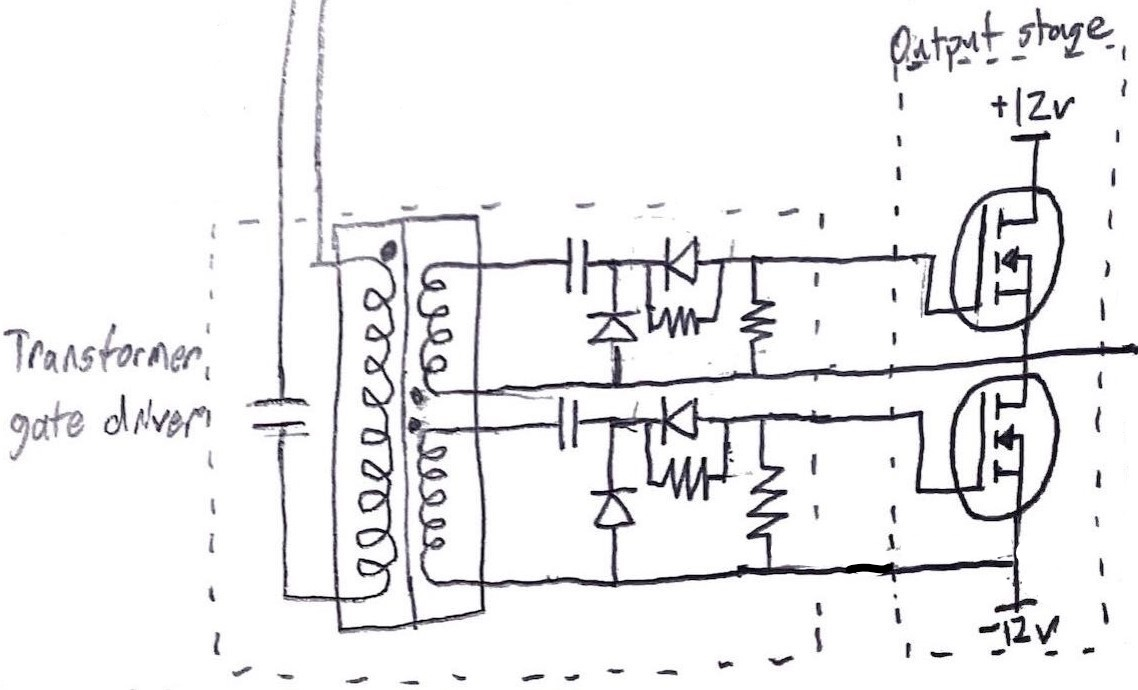 Output stage
+12v
Transformer
gate driver
-12v